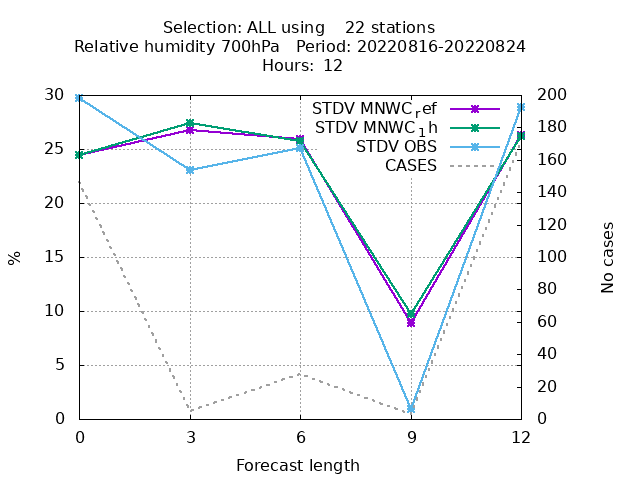 Selection: ALL using    22 stations
Relative humidity 700hPa   Period: 20220816-20220824
Hours: 12
STDV MNWC_ref
STDV MNWC_1h
STDV OBS
CASES
30
25
20
15
10
5
0
%
200
180
160
140
120
100
80
60
40
20
0
No cases
0 3 6 9 12
Forecast length